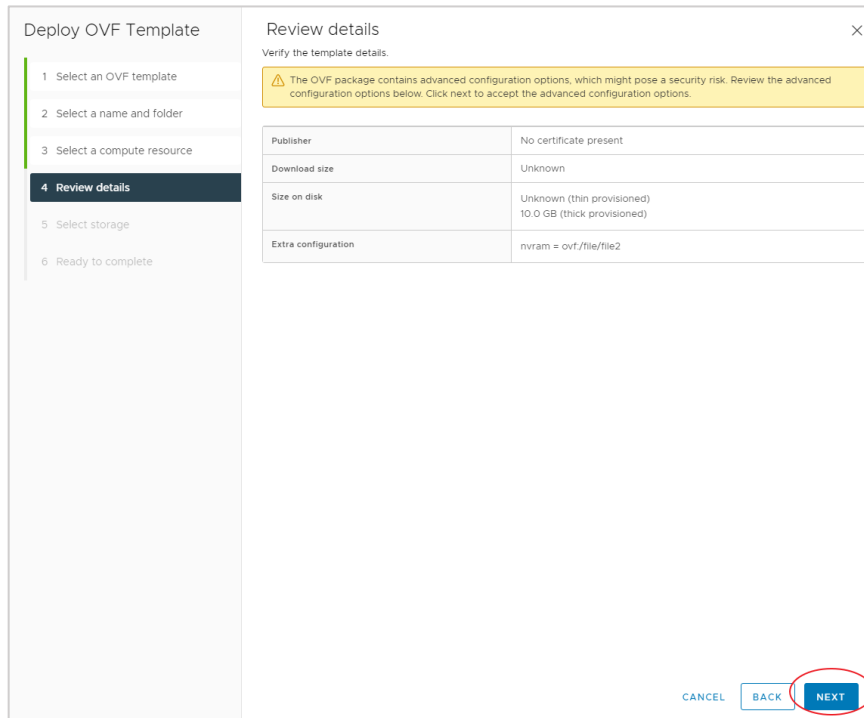 Deploy OVF Template
1 Select an OVF template
2 Select a name and folder
3 Select a compute resource
4 Review details
5 Select storage
6 Ready to complete
Review details
Verify the template details.
The OVF package contains advanced configuration options, which might pose a security risk. Review the advanced
configuration options below. Click next to accept the advanced configuration options.
Publisher No certificate present
Download size Unknown
Size on disk Unknown (thin provisioned)
10.0 GB (thick provisioned)
Extra configuration nvram = ovf:/file/file2
CANCEL BACK NEXT